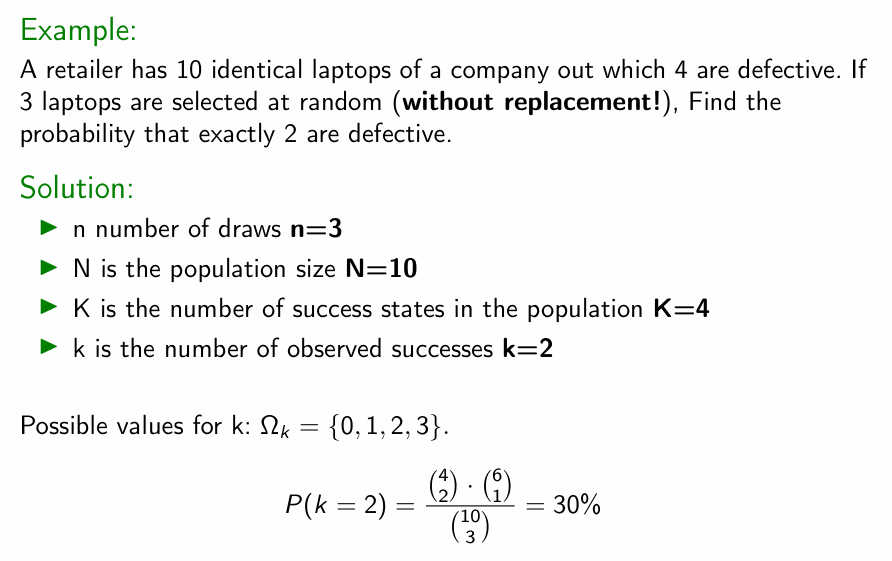 Example:
A retailer has 10 identical laptops of a company out which 4 are defective. If
3 laptops are selected at random (without replacement!), Find the
probability that exactly 2 are defective.
Solution:
▶ n number of draws n=3
▶ N is the population size N=10
▶ K is the number of success states in the population K=4
▶ k is the number of observed successes k=2
Possible values for k: Ωₖ = {0, 1, 2, 3}.
P(k = 2) = \frac{\binom{4}{2} · \binom{6}{1}}{\binom{10}{3}} = 30%